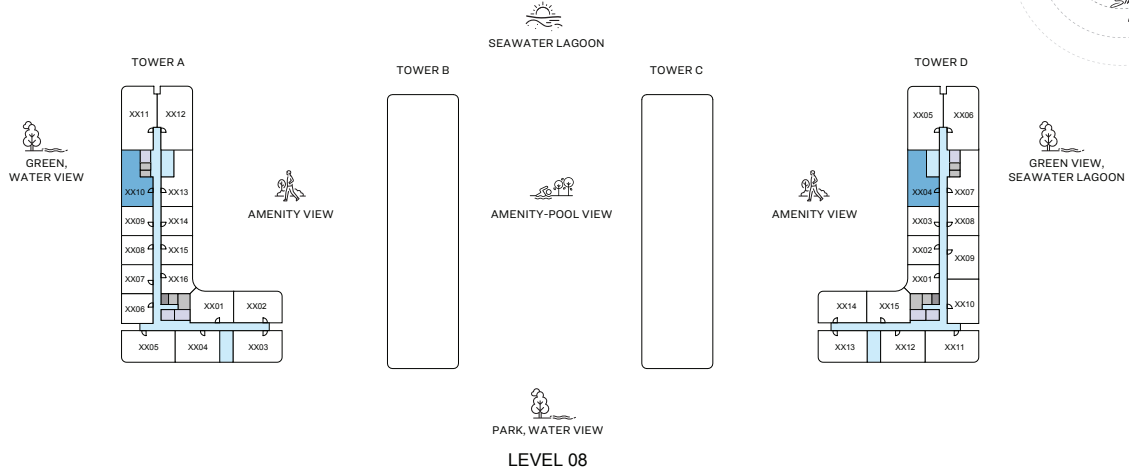 SEAWATER LAGOON
TOWER A
TOWER B
TOWER C
TOWER D
GREEN,
WATER VIEW
AMENITY VIEW
AMENITY-POOL VIEW
AMENITY VIEW
GREEN VIEW,
SEAWATER LAGOON
XX11 XX12
XX10 XX13
XX09 XX14
XX08 XX15
XX07 XX16
XX06 XX01 XX02
XX05 XX04 XX03
XX05 XX06
XX04 XX07
XX03 XX08
XX02 XX09
XX01
XX14 XX15 XX10
XX13 XX12 XX11
PARK, WATER VIEW
LEVEL 08